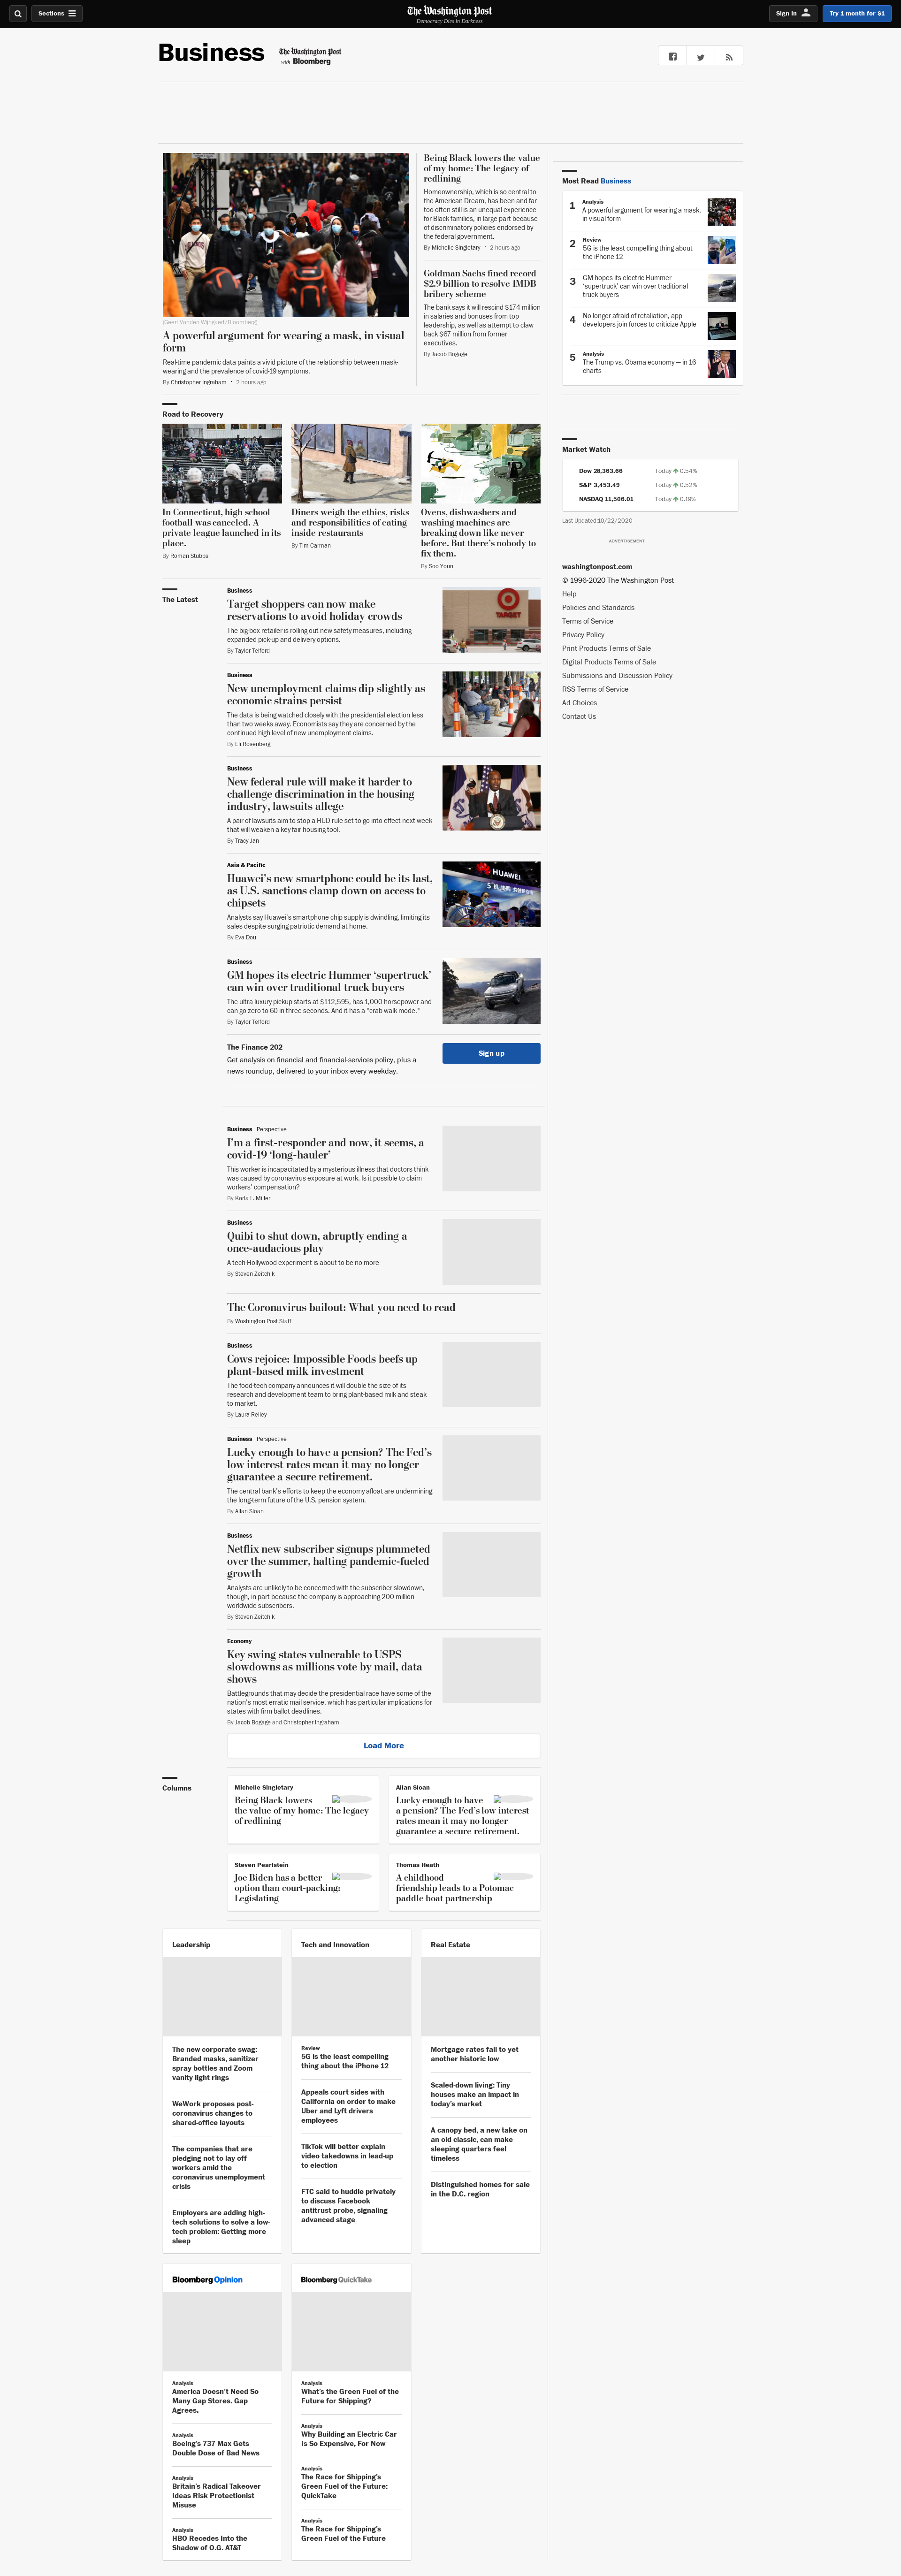 Sections
The Washington Post
Democracy Dies in Darkness
Sign In
Try 1 month for $1
Business
The Washington Post
with Bloomberg
(Geert Vanden Wijngaert/Bloomberg)
A powerful argument for wearing a mask, in visual
form
Real-time pandemic data paints a vivid picture of the relationship between mask-
wearing and the prevalence of covid-19 symptoms.
By Christopher Ingraham • 2 hours ago
Being Black lowers the value
of my home: The legacy of
redlining
Homeownership, which is so central to
the American Dream, has been and far
too often still is an unequal experience
for Black families, in large part because
of discriminatory policies endorsed by
the federal government.
By Michelle Singletary • 2 hours ago
Goldman Sachs fined record
$2.9 billion to resolve 1MDB
bribery scheme
The bank says it will rescind $174 million
in salaries and bonuses from top
leadership, as well as attempt to claw
back $67 million from former
executives.
By Jacob Bogage
Most Read Business
1
Analysis
A powerful argument for wearing a mask,
in visual form
2
Review
5G is the least compelling thing about
the iPhone 12
3
GM hopes its electric Hummer
‘supertruck’ can win over traditional
truck buyers
4
No longer afraid of retaliation, app
developers join forces to criticize Apple
5
Analysis
The Trump vs. Obama economy — in 16
charts
Road to Recovery
In Connecticut, high school
football was canceled. A
private league launched in its
place.
By Roman Stubbs
Diners weigh the ethics, risks
and responsibilities of eating
inside restaurants
By Tim Carman
Ovens, dishwashers and
washing machines are
breaking down like never
before. But there’s nobody to
fix them.
By Soo Youn
Market Watch
Dow 28,363.66 Today 0.54%
S&P 3,453.49 Today 0.52%
NASDAQ 11,506.01 Today 0.19%
Last Updated:10/22/2020
ADVERTISEMENT
washingtonpost.com
© 1996-2020 The Washington Post
Help
Policies and Standards
Terms of Service
Privacy Policy
Print Products Terms of Sale
Digital Products Terms of Sale
Submissions and Discussion Policy
RSS Terms of Service
Ad Choices
Contact Us
The Latest
Business
Target shoppers can now make
reservations to avoid holiday crowds
The big-box retailer is rolling out new safety measures, including
expanded pick-up and delivery options.
By Taylor Telford
Business
New unemployment claims dip slightly as
economic strains persist
The data is being watched closely with the presidential election less
than two weeks away. Economists say they are concerned by the
continued high level of new unemployment claims.
By Eli Rosenberg
Business
New federal rule will make it harder to
challenge discrimination in the housing
industry, lawsuits allege
A pair of lawsuits aim to stop a HUD rule set to go into effect next week
that will weaken a key fair housing tool.
By Tracy Jan
Asia & Pacific
Huawei’s new smartphone could be its last,
as U.S. sanctions clamp down on access to
chipsets
Analysts say Huawei’s smartphone chip supply is dwindling, limiting its
sales despite surging patriotic demand at home.
By Eva Dou
HUAWEI
Business
GM hopes its electric Hummer ‘supertruck’
can win over traditional truck buyers
The ultra-luxury pickup starts at $112,595, has 1,000 horsepower and
can go zero to 60 in three seconds. And it has a "crab walk mode."
By Taylor Telford
The Finance 202
Get analysis on financial and financial-services policy, plus a
news roundup, delivered to your inbox every weekday.
Sign up
Business Perspective
I’m a first-responder and now, it seems, a
covid-19 ‘long-hauler’
This worker is incapacitated by a mysterious illness that doctors think
was caused by coronavirus exposure at work. Is it possible to claim
workers' compensation?
By Karla L. Miller
Business
Quibi to shut down, abruptly ending a
once-audacious play
A tech-Hollywood experiment is about to be no more
By Steven Zeitchik
The Coronavirus bailout: What you need to read
By Washington Post Staff
Business
Cows rejoice: Impossible Foods beefs up
plant-based milk investment
The food-tech company announces it will double the size of its
research and development team to bring plant-based milk and steak
to market.
By Laura Reiley
Business Perspective
Lucky enough to have a pension? The Fed’s
low interest rates mean it may no longer
guarantee a secure retirement.
The central bank’s efforts to keep the economy afloat are undermining
the long-term future of the U.S. pension system.
By Allan Sloan
Business
Netflix new subscriber signups plummeted
over the summer, halting pandemic-fueled
growth
Analysts are unlikely to be concerned with the subscriber slowdown,
though, in part because the company is approaching 200 million
worldwide subscribers.
By Steven Zeitchik
Economy
Key swing states vulnerable to USPS
slowdowns as millions vote by mail, data
shows
Battlegrounds that may decide the presidential race have some of the
nation’s most erratic mail service, which has particular implications for
states with firm ballot deadlines.
By Jacob Bogage and Christopher Ingraham
Load More
Columns
Michelle Singletary
Being Black lowers
the value of my home: The legacy
of redlining
Allan Sloan
Lucky enough to have
a pension? The Fed’s low interest
rates mean it may no longer
guarantee a secure retirement.
Steven Pearlstein
Joe Biden has a better
option than court-packing:
Legislating
Thomas Heath
A childhood
friendship leads to a Potomac
paddle boat partnership
Leadership
The new corporate swag:
Branded masks, sanitizer
spray bottles and Zoom
vanity light rings
WeWork proposes post-
coronavirus changes to
shared-office layouts
The companies that are
pledging not to lay off
workers amid the
coronavirus unemployment
crisis
Employers are adding high-
tech solutions to solve a low-
tech problem: Getting more
sleep
Tech and Innovation
Review
5G is the least compelling
thing about the iPhone 12
Appeals court sides with
California on order to make
Uber and Lyft drivers
employees
TikTok will better explain
video takedowns in lead-up
to election
FTC said to huddle privately
to discuss Facebook
antitrust probe, signaling
advanced stage
Real Estate
Mortgage rates fall to yet
another historic low
Scaled-down living: Tiny
houses make an impact in
today’s market
A canopy bed, a new take on
an old classic, can make
sleeping quarters feel
timeless
Distinguished homes for sale
in the D.C. region
Bloomberg Opinion
Analysis
America Doesn’t Need So
Many Gap Stores. Gap
Agrees.
Analysis
Boeing’s 737 Max Gets
Double Dose of Bad News
Analysis
Britain’s Radical Takeover
Ideas Risk Protectionist
Misuse
Analysis
HBO Recedes Into the
Shadow of O.G. AT&T
Bloomberg QuickTake
Analysis
What’s the Green Fuel of the
Future for Shipping?
Analysis
Why Building an Electric Car
Is So Expensive, For Now
Analysis
The Race for Shipping’s
Green Fuel of the Future:
QuickTake
Analysis
The Race for Shipping’s
Green Fuel of the Future